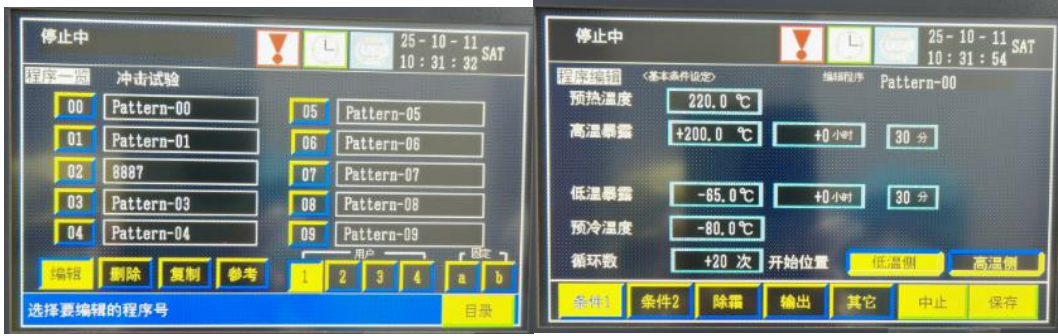 停止中
25-10-11 SAT
10:31:32
程序一览 冲击试验
00 Pattern-00
01 Pattern-01
02 8887
03 Pattern-03
04 Pattern-04
05 Pattern-05
06 Pattern-06
07 Pattern-07
08 Pattern-08
09 Pattern-09
用户 固定
编辑 删除 复制 参考 1 2 3 4 a b
选择要编辑的程序号 目录
停止中
25-10-11 SAT
10:31:54
程序编辑 <基本条件设定> 编辑程序 Pattern-00
预热温度 220.0 ℃
高温暴露 +200.0 ℃ +0 小时 30 分
低温暴露 -65.0 ℃ +0 小时 30 分
预冷温度 -80.0 ℃
循环数 +20 次 开始位置 低温侧 高温侧
条件1 条件2 除霜 输出 其它 中止 保存